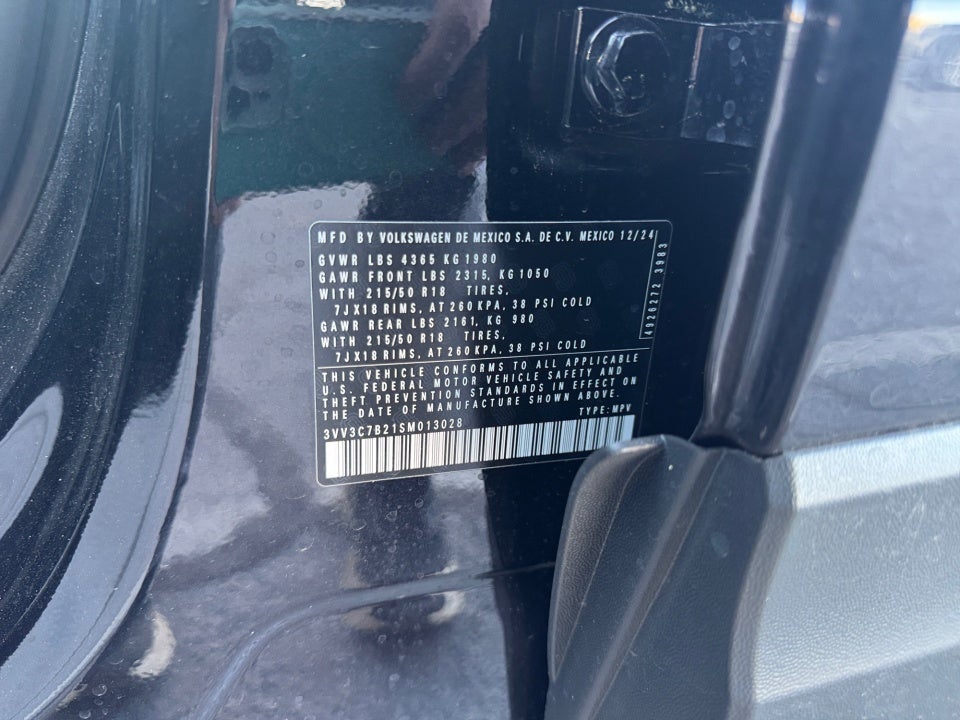 MFD BY VOLKSWAGEN DE MEXICO S.A. DE C.V. MEXICO 12/24
GVWR LBS 4365 KG 1980
GAWR FRONT LBS 2315, KG 1050
WITH 215/50 R18 TIRES,
7JX18 RIMS, AT 260 KPA, 38 PSI COLD
GAWR REAR LBS 2161, KG 980
WITH 215/50 R18 TIRES,
7JX18 RIMS, AT 260 KPA, 38 PSI COLD
THIS VEHICLE CONFORMS TO ALL APPLICABLE
U.S. FEDERAL MOTOR VEHICLE SAFETY AND
THEFT PREVENTION STANDARDS IN EFFECT ON
THE DATE OF MANUFACTURE SHOWN ABOVE.
3VV3C7B21SM013028 TYPE: MPV
4926272 3983